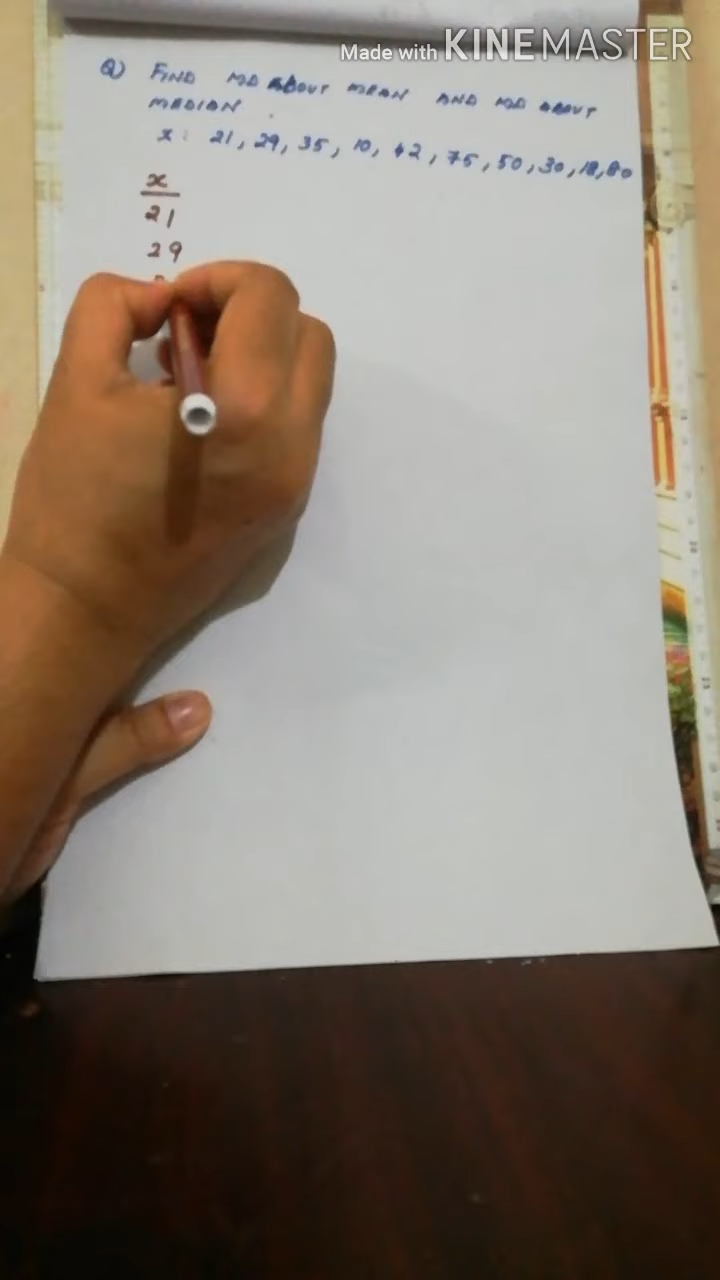 Made with KINEMASTER
Q) FIND MD ABOUT MEAN AND MD ABOUT
MEDIAN
x: 21, 29, 35, 10, 42, 75, 50, 30, 18, 80
x
21
29